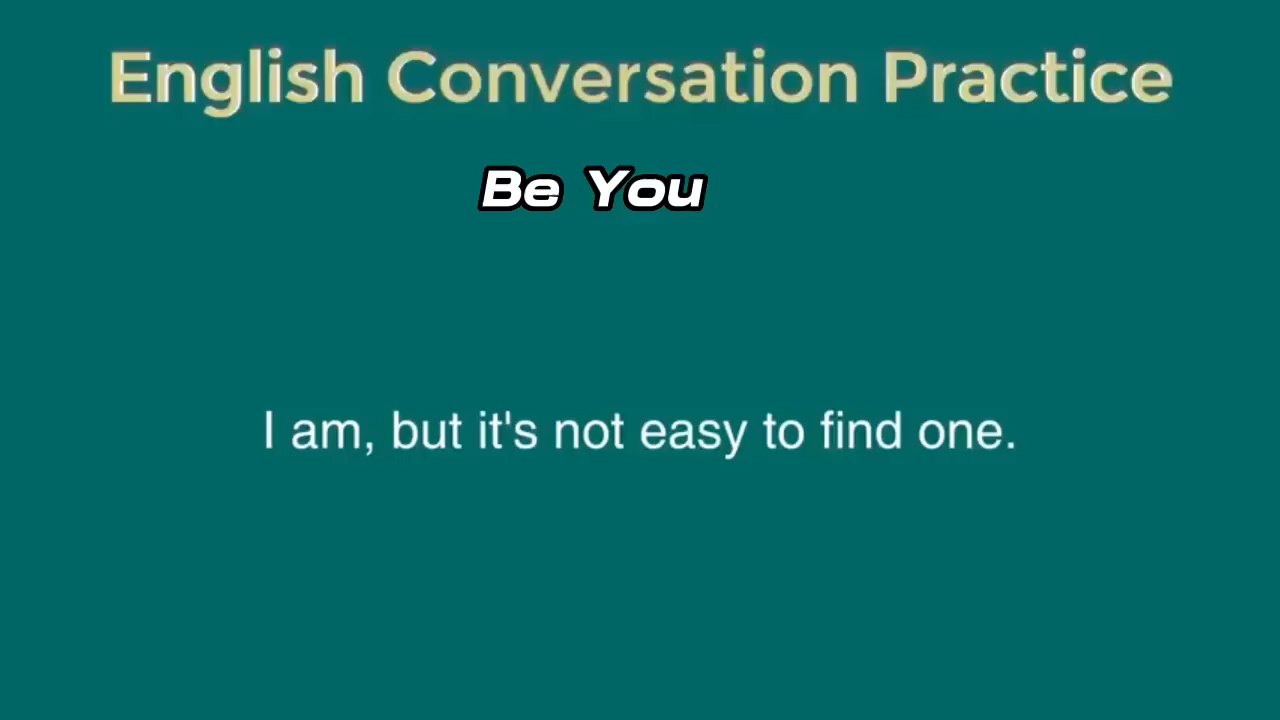 English Conversation Practice
Be You
I am, but it's not easy to find one.